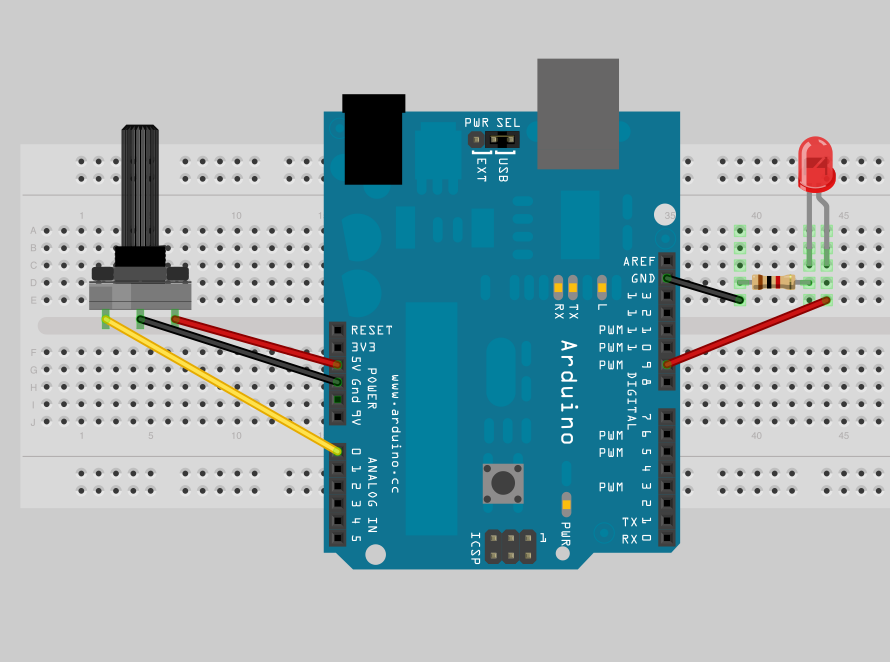 PWR SEL
EXT
USB
1
10
1
35
40
45
A
B
C
D
E
F
G
H
I
J
AREF
GND
13
12
PWM 11
PWM 10
PWM 9
8
7
PWM 6
PWM 5
4
PWM 3
2
TX 1
RX 0
DIGITAL
RX
TX
L
Arduino
www.arduino.cc
RESET
3V3
5V
Gnd
9V
POWER
0
1
2
3
4
5
ANALOG IN
PWR
ICSP
1
1
5
10
40
45